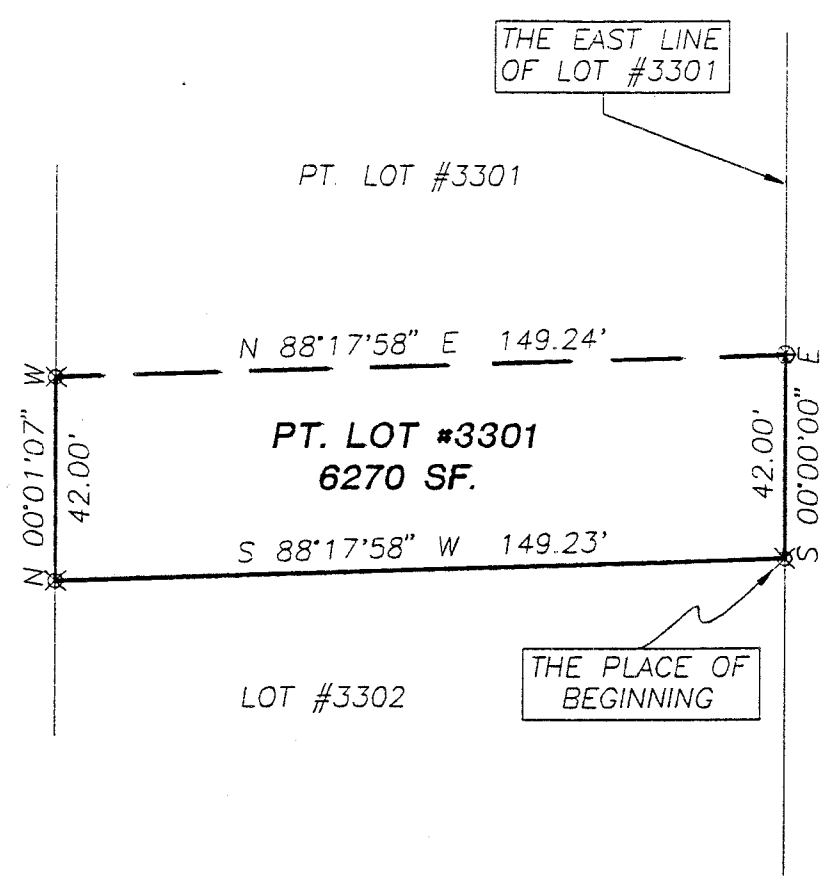 THE EAST LINE
OF LOT #3301
PT. LOT #3301
N 88°17'58" E 149.24'
N 00°01'07" W
42.00'
PT. LOT #3301
6270 SF.
42.00'
S 00°00'00" E
S 88°17'58" W 149.23'
THE PLACE OF
BEGINNING
LOT #3302